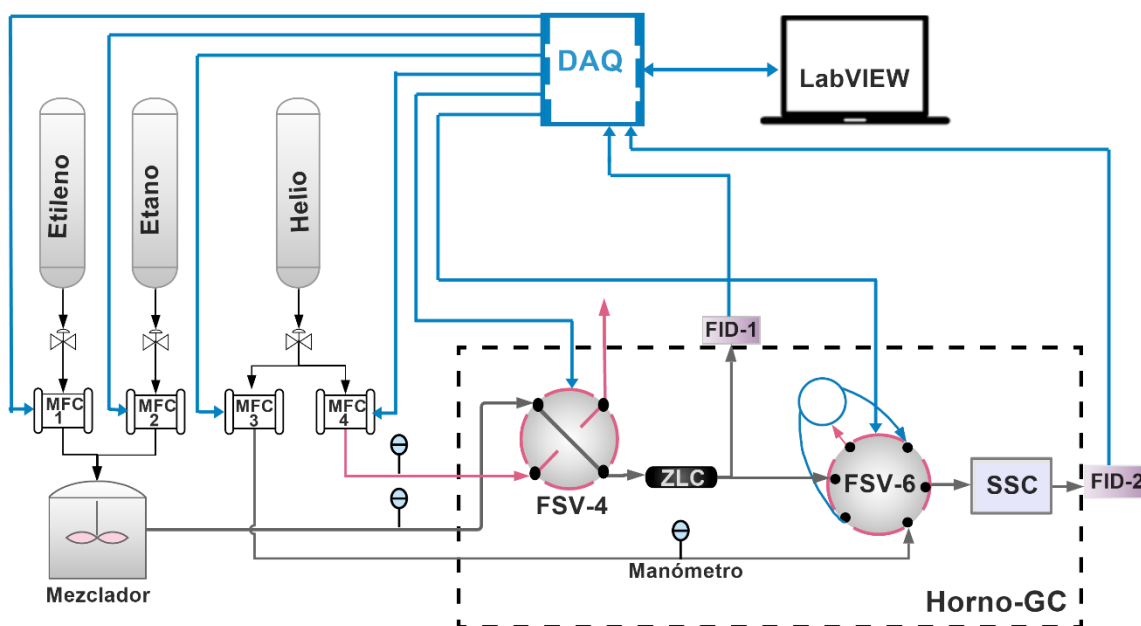 DAQ
LabVIEW
Etileno
Etano
Helio
FID-1
MFC
1
MFC
2
MFC
3
MFC
4
ZLC
FSV-6
SSC
FID-2
FSV-4
Manómetro
Mezclador
Horno-GC